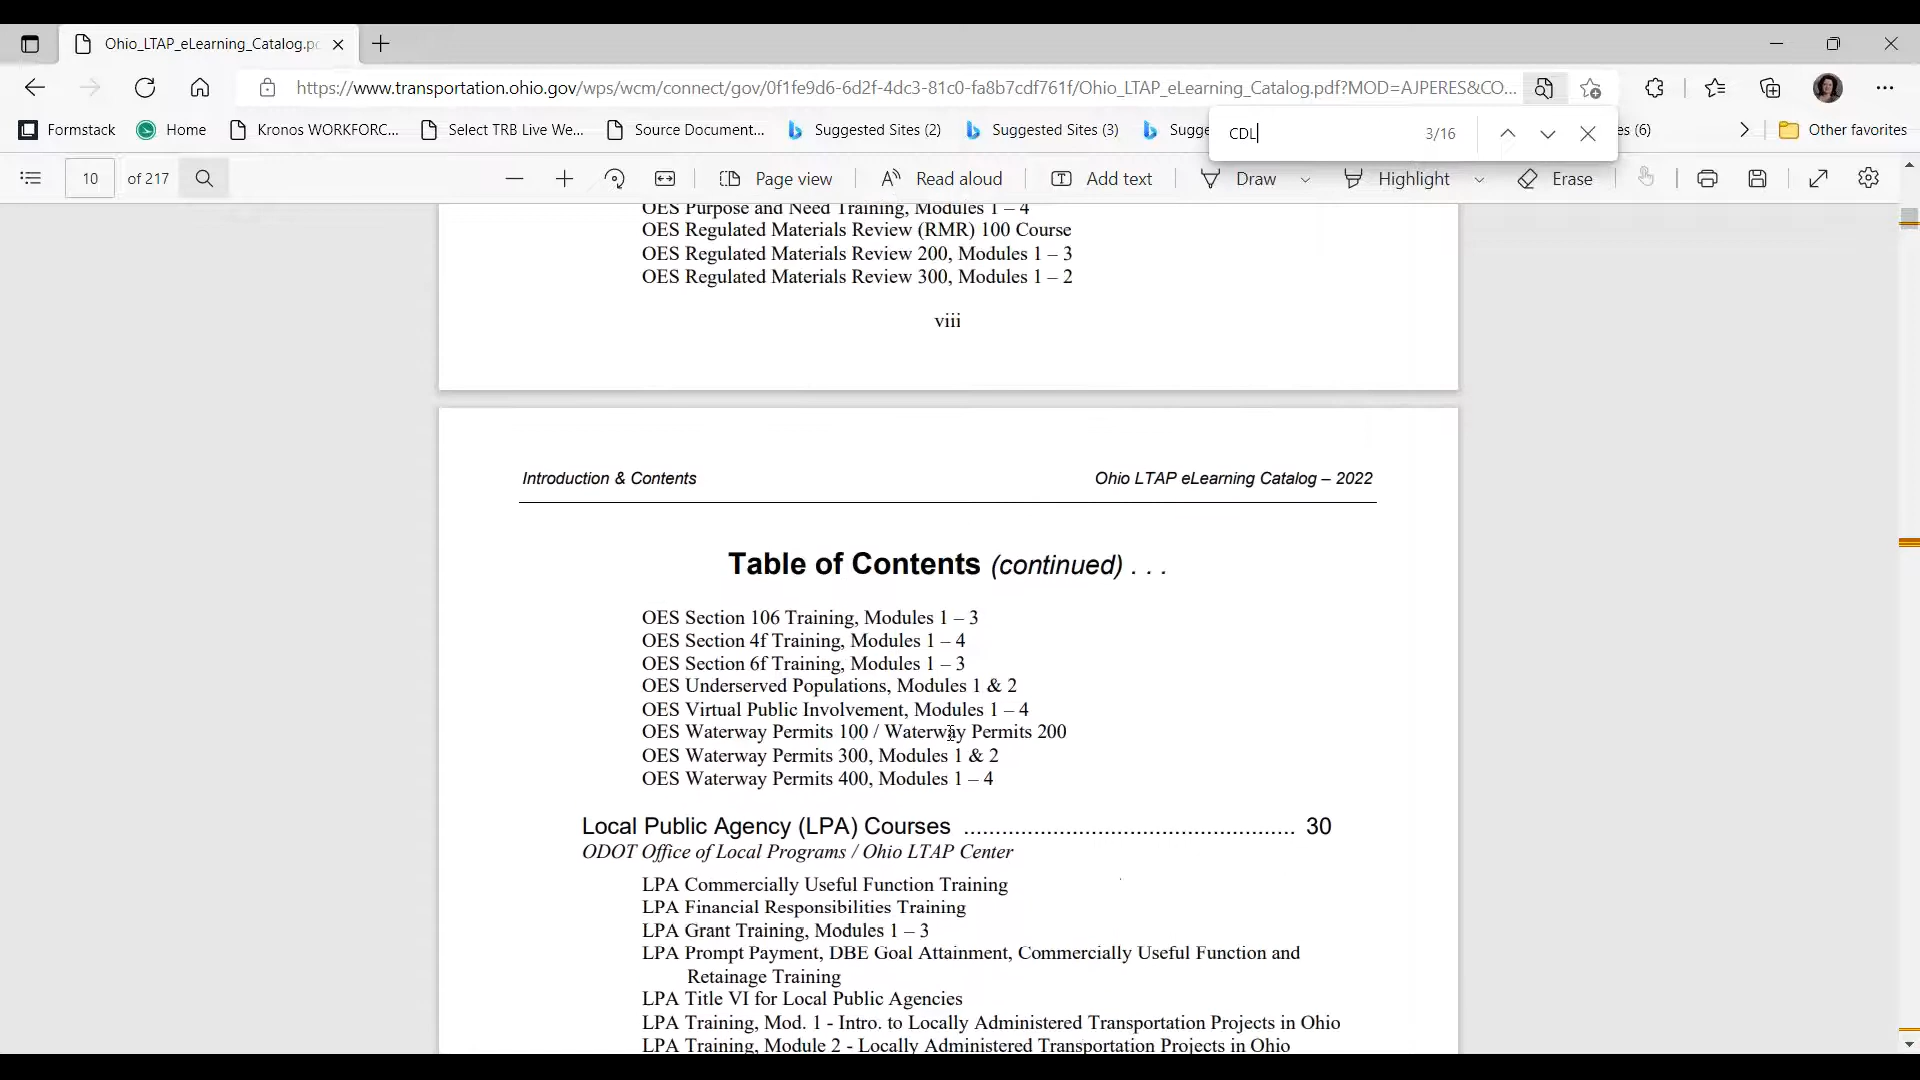 Ohio_LTAP_eLearning_Catalog.pc
https://www.transportation.ohio.gov/wps/wcm/connect/gov/0f1fe9d6-6d2f-4dc3-81c0-fa8b7cdf761f/Ohio_LTAP_eLearning_Catalog.pdf?MOD=AJPERES&CO...
Formstack Home Kronos WORKFORC... Select TRB Live We... Source Document... Suggested Sites (2) Suggested Sites (3) Sugge es (6) Other favorites
CDL 3/16
10 of 217 Page view Read aloud Add text Draw Highlight Erase
OES Purpose and Need Training, Modules 1 – 4
OES Regulated Materials Review (RMR) 100 Course
OES Regulated Materials Review 200, Modules 1 – 3
OES Regulated Materials Review 300, Modules 1 – 2
viii
Introduction & Contents Ohio LTAP eLearning Catalog – 2022
Table of Contents (continued) . . .
OES Section 106 Training, Modules 1 – 3
OES Section 4f Training, Modules 1 – 4
OES Section 6f Training, Modules 1 – 3
OES Underserved Populations, Modules 1 & 2
OES Virtual Public Involvement, Modules 1 – 4
OES Waterway Permits 100 / Waterway Permits 200
OES Waterway Permits 300, Modules 1 & 2
OES Waterway Permits 400, Modules 1 – 4
Local Public Agency (LPA) Courses .................................................. 30
ODOT Office of Local Programs / Ohio LTAP Center
LPA Commercially Useful Function Training
LPA Financial Responsibilities Training
LPA Grant Training, Modules 1 – 3
LPA Prompt Payment, DBE Goal Attainment, Commercially Useful Function and
Retainage Training
LPA Title VI for Local Public Agencies
LPA Training, Mod. 1 - Intro. to Locally Administered Transportation Projects in Ohio
LPA Training, Module 2 - Locally Administered Transportation Projects in Ohio